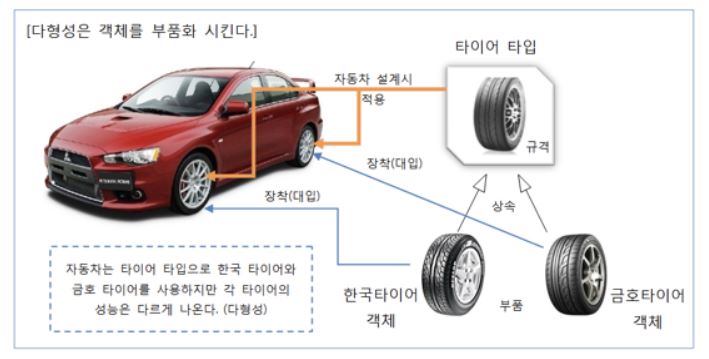 [다형성은 객체를 부품화 시킨다.]
타이어 타입
자동차 설계시
적용
규격
장착(대입)
장착(대입)
상속
자동차는 타이어 타입으로 한국 타이어와
금호 타이어를 사용하지만 각 타이어의
성능은 다르게 나온다. (다형성)
한국타이어
객체
부품
금호타이어
객체